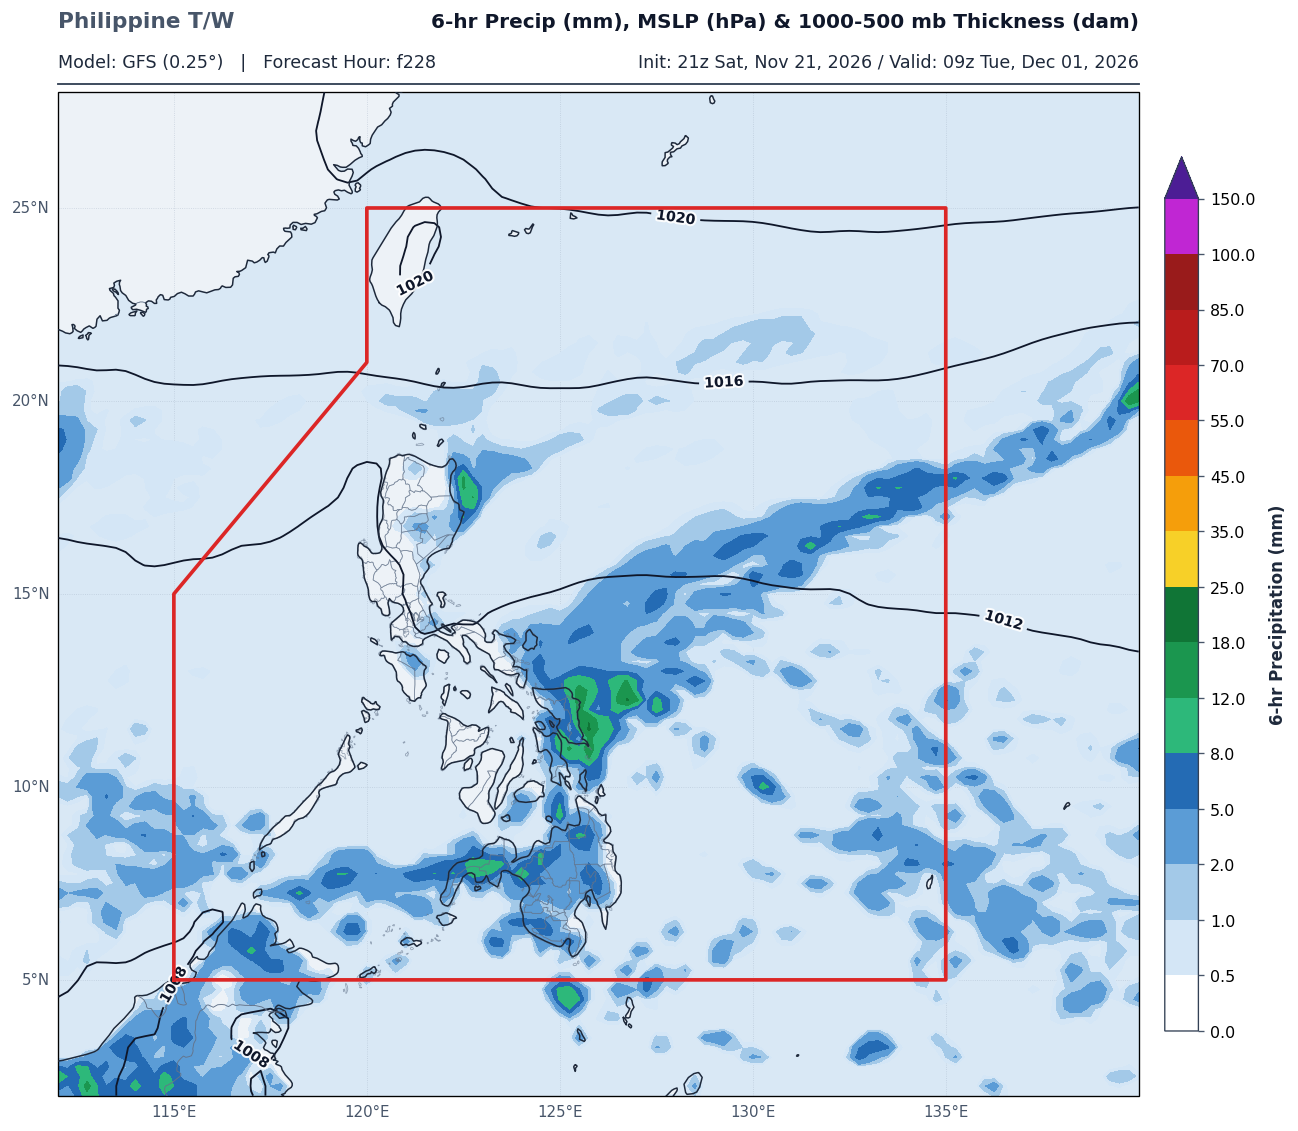 Philippine T/W
6-hr Precip (mm), MSLP (hPa) & 1000-500 mb Thickness (dam)
Model: GFS (0.25°) | Forecast Hour: f228
Init: 21z Sat, Nov 21, 2026 / Valid: 09z Tue, Dec 01, 2026
25°N
20°N
15°N
10°N
5°N
115°E
120°E
125°E
130°E
135°E
1020
1020
1016
1012
1008
1008
150.0
100.0
85.0
70.0
55.0
45.0
35.0
25.0
18.0
12.0
8.0
5.0
2.0
1.0
0.5
0.0
6-hr Precipitation (mm)